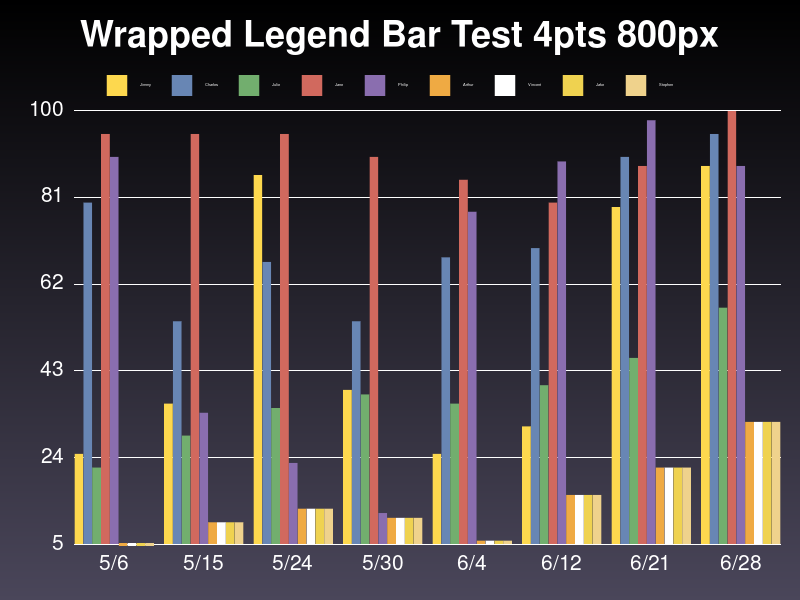 Wrapped Legend Bar Test 4pts 800px
Jimmy Charles Julie Jane Philip Arthur Vincent Jake Stephen
100
81
62
43
24
5
5/6 5/15 5/24 5/30 6/4 6/12 6/21 6/28